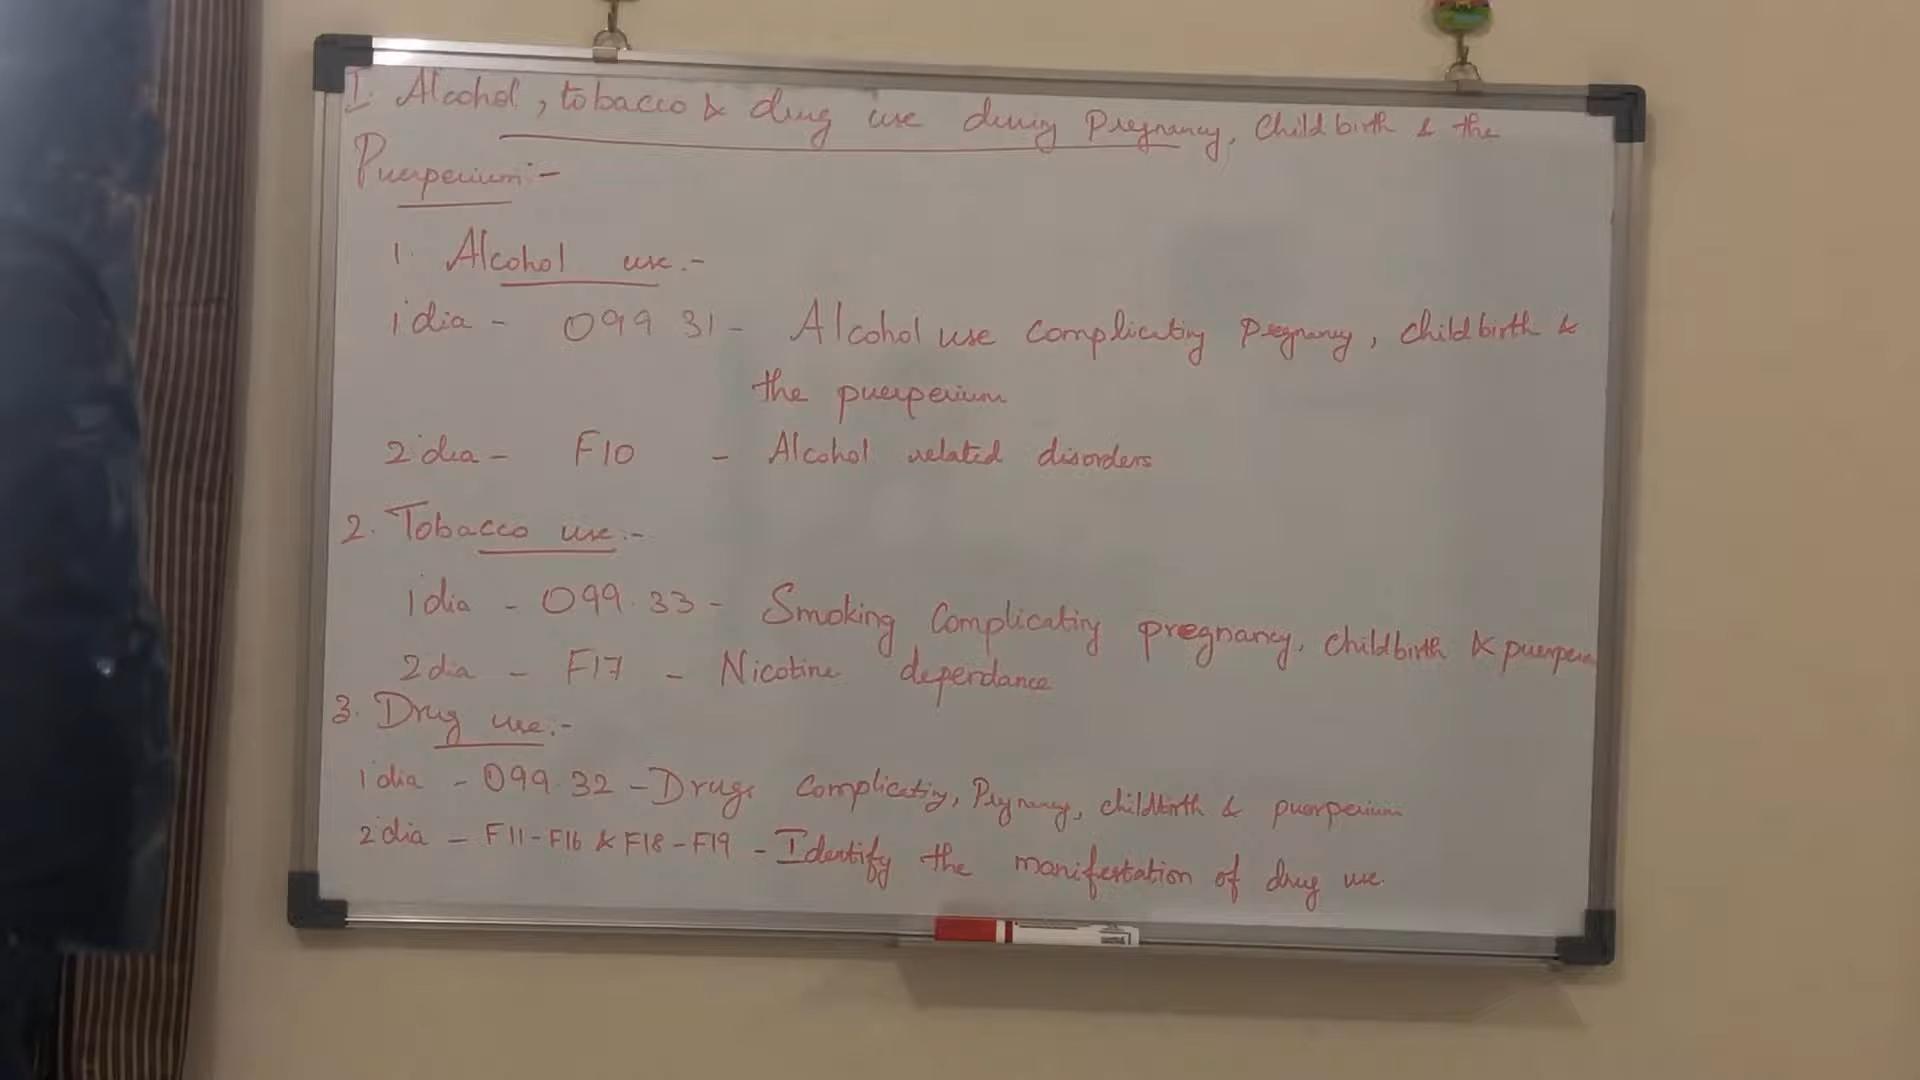 I. Alcohol, tobacco & drug use during Pregnancy, Childbirth & the
Puerperium:-
1. Alcohol use:-
1 dia - O99 31 - Alcohol use complicating Pregnancy, childbirth &
the puerperium
2 dia - F10 - Alcohol related disorders
2. Tobacco use:-
1 dia - O99.33 - Smoking Complicating pregnancy, childbirth & puerperium
2 dia - F17 - Nicotine dependance
3. Drug use:-
1 dia - O99.32 - Drugs Complicating, Pregnancy, childbirth & puerperium
2 dia - F11-F16 & F18-F19 - Identify the manifestation of drug use.